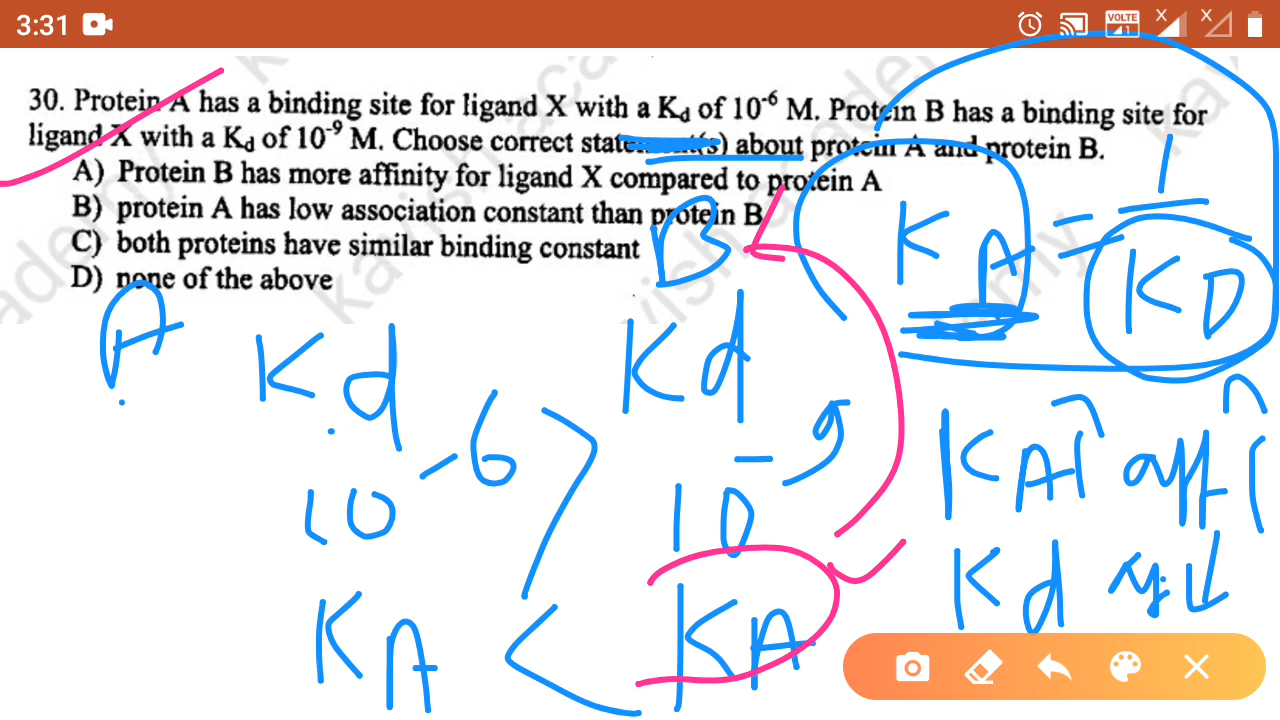 3:31
VOLTE 1
30. Protein A has a binding site for ligand X with a Kd of 10-6 M. Protein B has a binding site for
ligand X with a Kd of 10-9 M. Choose correct statement(s) about protein A and protein B.
A) Protein B has more affinity for ligand X compared to protein A
B) protein A has low association constant than protein B
C) both proteins have similar binding constant
D) none of the above
KA = 1/KD
A Kd B Kd
10-6 > 10-9
KA↑ aff↑
Kd ↓
KA < KA